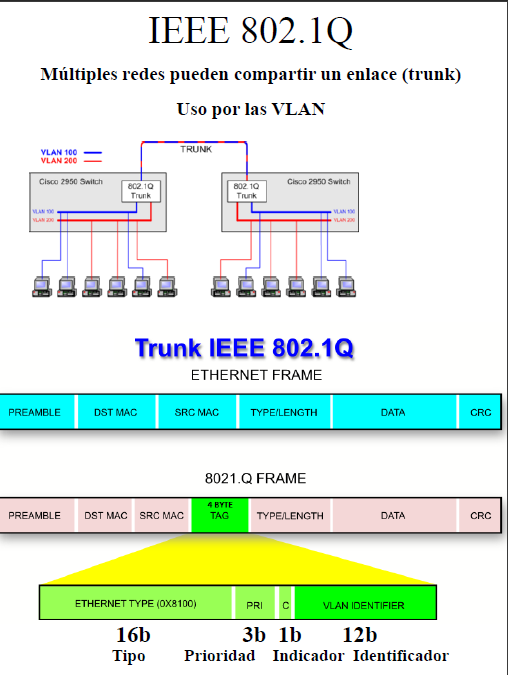 IEEE 802.1Q
Múltiples redes pueden compartir un enlace (trunk)
Uso por las VLAN
VLAN 100
VLAN 200
TRUNK
Cisco 2950 Switch
802.1Q
Trunk
802.1Q
Trunk
Cisco 2950 Switch
VLAN 100
VLAN 200
VLAN 100
VLAN 200
Trunk IEEE 802.1Q
ETHERNET FRAME
PREAMBLE DST MAC SRC MAC TYPE/LENGTH DATA CRC
8021.Q FRAME
4 BYTE
PREAMBLE DST MAC SRC MAC TAG TYPE/LENGTH DATA CRC
ETHERNET TYPE (0X8100) PRI C VLAN IDENTIFIER
16b 3b 1b 12b
Tipo Prioridad Indicador Identificador